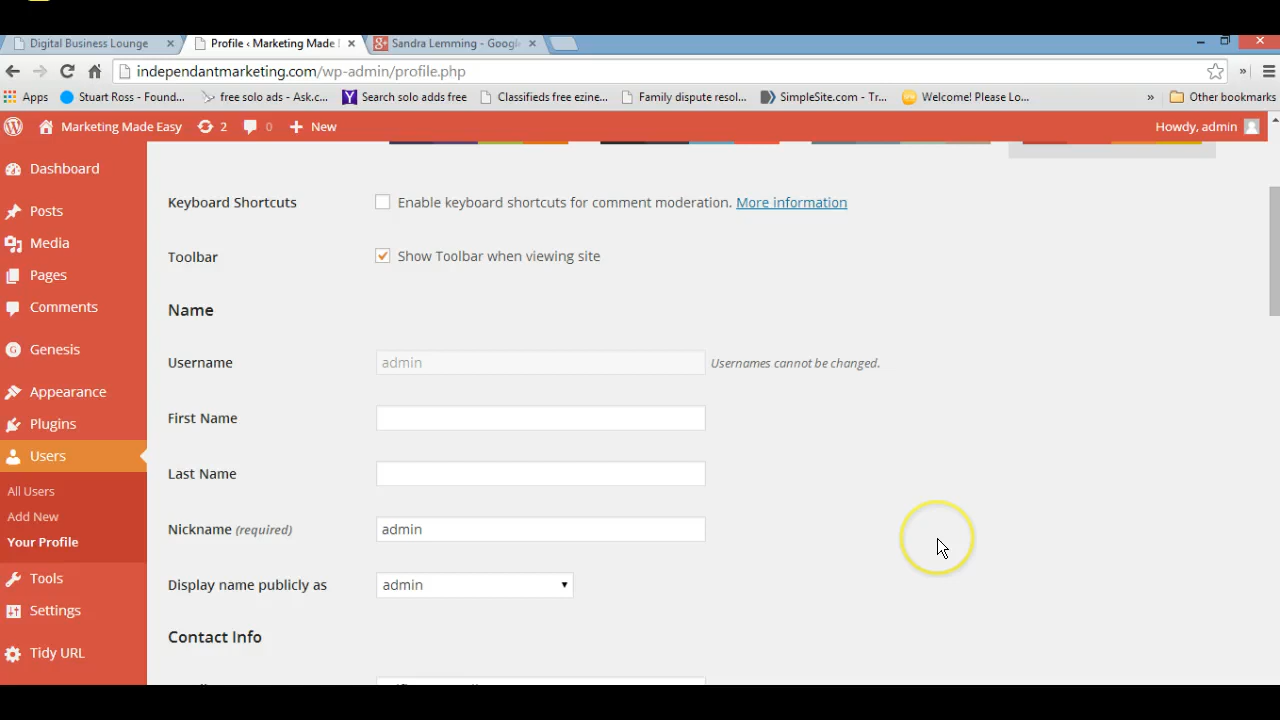 Digital Business Lounge
Profile ‹ Marketing Made
Sandra Lemming - Google
independantmarketing.com/wp-admin/profile.php
Apps
Stuart Ross - Found...
free solo ads - Ask.c...
Search solo adds free
Classifieds free ezine...
Family dispute resol...
SimpleSite.com - Tr...
Welcome! Please Lo...
Other bookmarks
Marketing Made Easy
2
0
New
Howdy, admin
Dashboard
Posts
Media
Pages
Comments
Genesis
Appearance
Plugins
Users
All Users
Add New
Your Profile
Tools
Settings
Tidy URL
Keyboard Shortcuts
Enable keyboard shortcuts for comment moderation. More information
Toolbar
Show Toolbar when viewing site
Name
Username
admin
Usernames cannot be changed.
First Name
Last Name
Nickname (required)
admin
Display name publicly as
admin
Contact Info